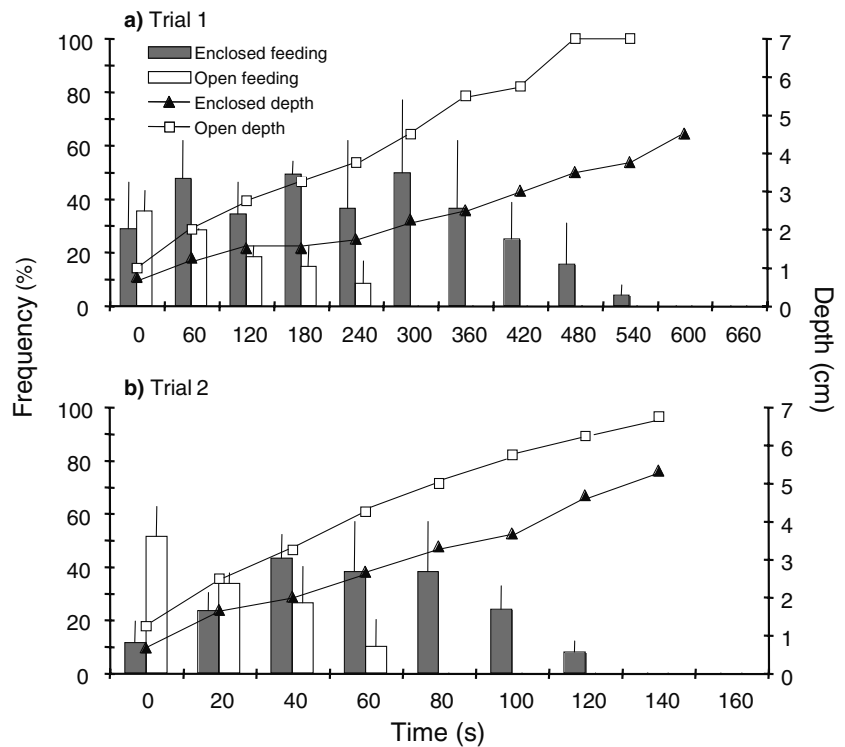 a) Trial 1
Enclosed feeding
Open feeding
Enclosed depth
Open depth
100
80
60
40
20
0
7
6
5
4
3
2
1
0
0 60 120 180 240 300 360 420 480 540 600 660
Frequency (%)
Depth (cm)
b) Trial 2
100
80
60
40
20
0
7
6
5
4
3
2
1
0
0 20 40 60 80 100 120 140 160
Time (s)